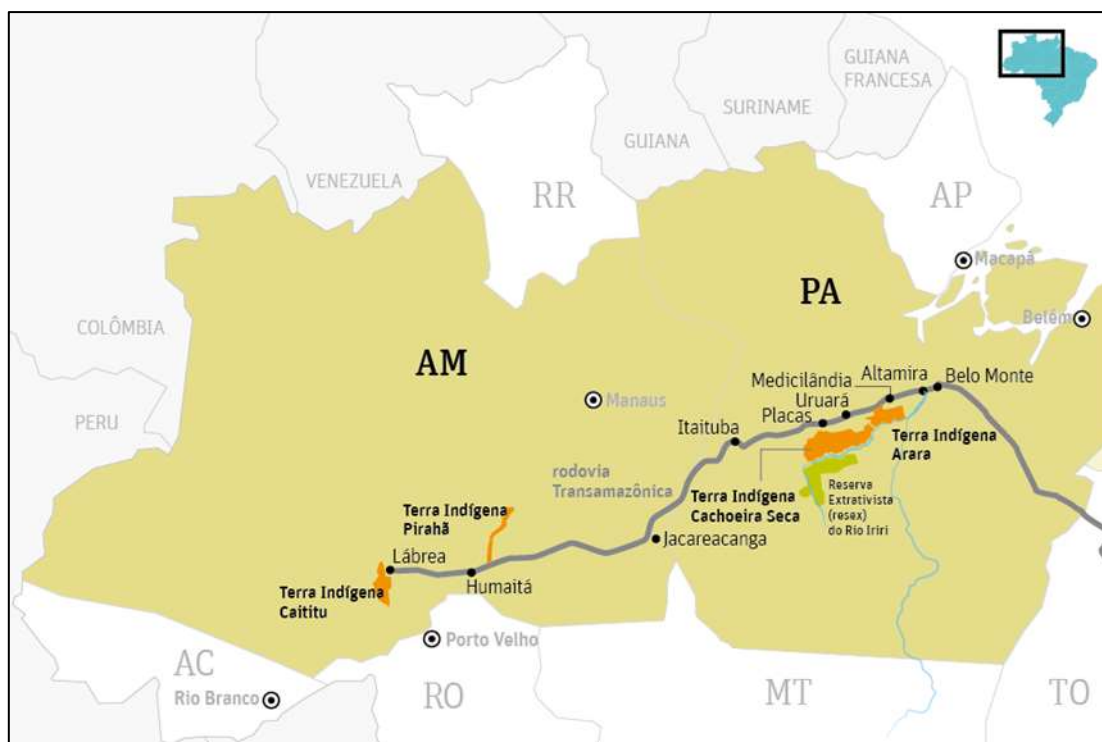 GUIANA
FRANCESA
SURINAME
GUIANA
VENEZUELA
RR
AP
Macapá
PA
Belém
COLÔMBIA
AM
Altamira
Belo Monte
Medicilândia
Uruará
Manaus
Placas
PERU
Itaituba
Terra Indígena
Arara
rodovia
Transamazônica
Terra Indígena
Cachoeira Seca
Reserva
Extrativista
(resex)
do Rio Iriri
Terra Indígena
Pirahã
Jacareacanga
Lábrea
Humaitá
Terra Indígena
Caititu
Porto Velho
AC
Rio Branco
RO
MT
TO